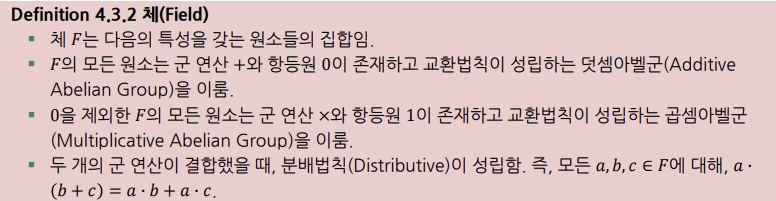 Definition 4.3.2 체(Field)
▪ 체 𝐹는 다음의 특성을 갖는 원소들의 집합임.
▪ 𝐹의 모든 원소는 군 연산 +와 항등원 0이 존재하고 교환법칙이 성립하는 덧셈아벨군(Additive
Abelian Group)을 이룸.
▪ 0을 제외한 𝐹의 모든 원소는 군 연산 ×와 항등원 1이 존재하고 교환법칙이 성립하는 곱셈아벨군
(Multiplicative Abelian Group)을 이룸.
▪ 두 개의 군 연산이 결합했을 때, 분배법칙(Distributive)이 성립함. 즉, 모든 𝑎, 𝑏, 𝑐 ∈ 𝐹에 대해, 𝑎 ·
(𝑏 + 𝑐) = 𝑎 · 𝑏 + 𝑎 · 𝑐.